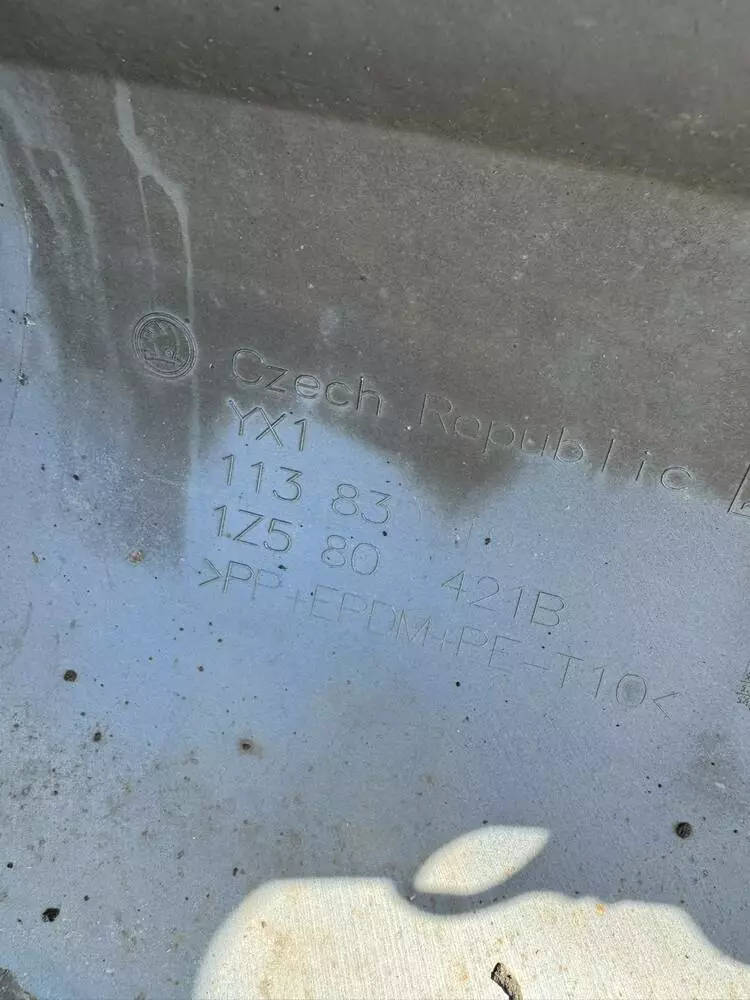 Czech Republic
YX1
113 83
1Z5 80 421B
>PP+EPDM+PE-T10<